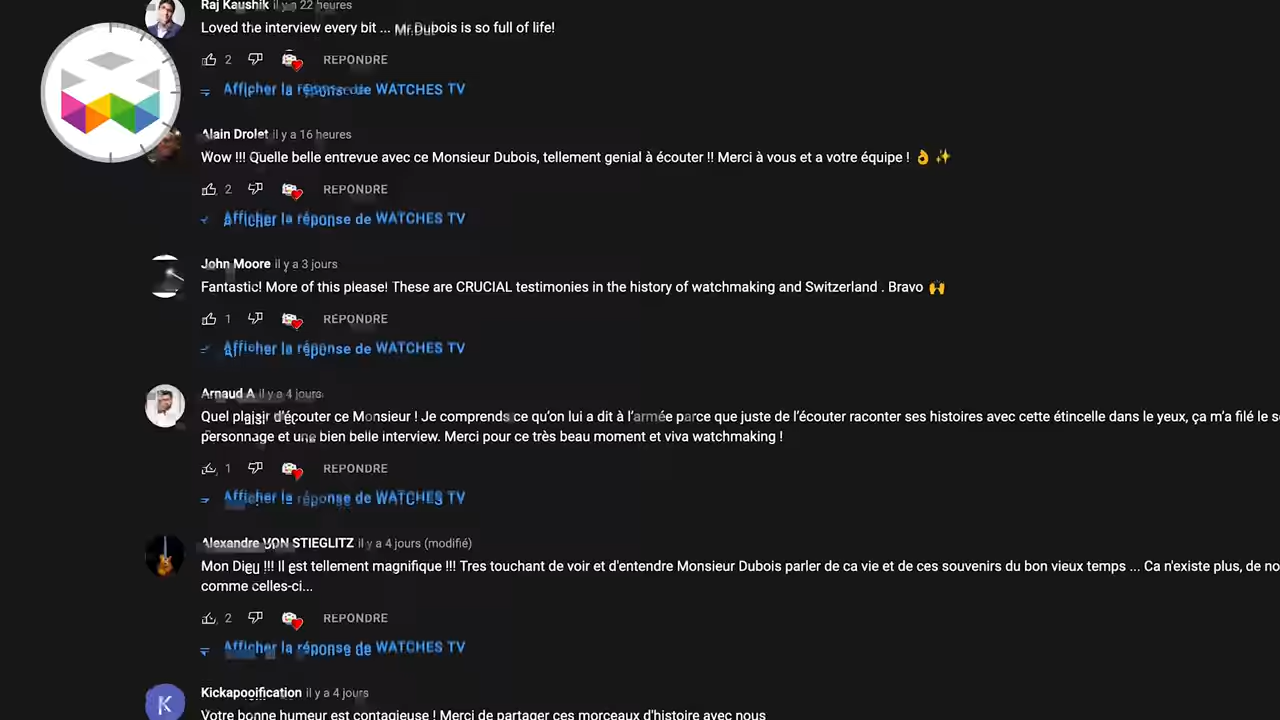 Raj Kaushik il y a 22 heures
Loved the interview every bit ... Mr.Dubois is so full of life!
2 RÉPONDRE
Afficher la réponse de WATCHES TV
Alain Drolet il y a 16 heures
Wow !!! Quelle belle entrevue avec ce Monsieur Dubois, tellement genial à écouter !! Merci à vous et a votre équipe ! 👌 ✨
2 RÉPONDRE
Afficher la réponse de WATCHES TV
John Moore il y a 3 jours
Fantastic! More of this please! These are CRUCIAL testimonies in the history of watchmaking and Switzerland . Bravo 🙌
1 RÉPONDRE
Afficher la réponse de WATCHES TV
Arnaud A il y a 4 jours
Quel plaisir d'écouter ce Monsieur ! Je comprends ce qu'on lui a dit à l'armée parce que juste de l'écouter raconter ses histoires avec cette étincelle dans le yeux, ça m'a filé le s
personnage et une bien belle interview. Merci pour ce très beau moment et viva watchmaking !
1 RÉPONDRE
Afficher la réponse de WATCHES TV
Alexandre VON STIEGLITZ il y a 4 jours (modifié)
Mon Dieu !!! Il est tellement magnifique !!! Tres touchant de voir et d'entendre Monsieur Dubois parler de ca vie et de ces souvenirs du bon vieux temps ... Ca n'existe plus, de no
comme celles-ci...
2 RÉPONDRE
Afficher la réponse de WATCHES TV
K
Kickapooification il y a 4 jours
Votre bonne humeur est contagieuse ! Merci de partager ces morceaux d'histoire avec nous